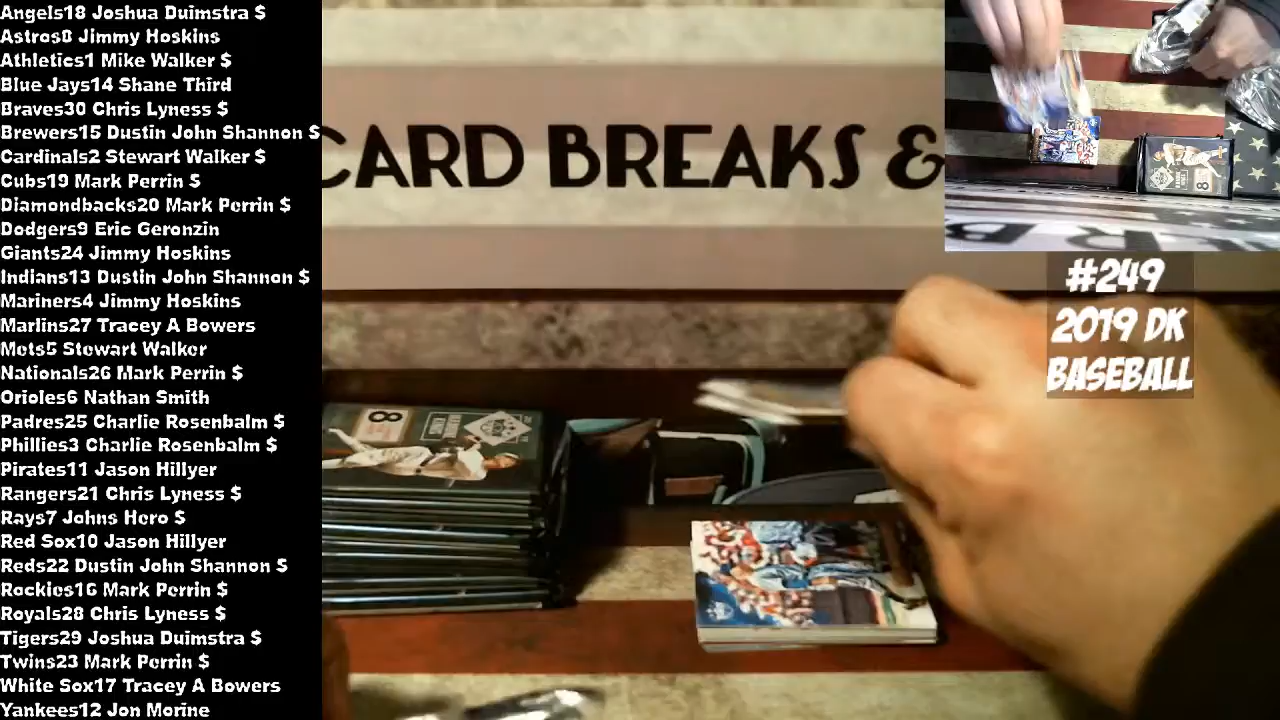 Angels18 Joshua Duimstra $
Astros8 Jimmy Hoskins
Athletics1 Mike Walker $
Blue Jays14 Shane Third
Braves30 Chris Lyness $
Brewers15 Dustin John Shannon $
Cardinals2 Stewart Walker $
Cubs19 Mark Perrin $
Diamondbacks20 Mark Perrin $
Dodgers9 Eric Geronzin
Giants24 Jimmy Hoskins
Indians13 Dustin John Shannon $
Mariners4 Jimmy Hoskins
Marlins27 Tracey A Bowers
Mets5 Stewart Walker
Nationals26 Mark Perrin $
Orioles6 Nathan Smith
Padres25 Charlie Rosenbalm $
Phillies3 Charlie Rosenbalm $
Pirates11 Jason Hillyer
Rangers21 Chris Lyness $
Rays7 Johns Hero $
Red Sox10 Jason Hillyer
Reds22 Dustin John Shannon $
Rockies16 Mark Perrin $
Royals28 Chris Lyness $
Tigers29 Joshua Duimstra $
Twins23 Mark Perrin $
White Sox17 Tracey A Bowers
Yankees12 Jon Morine
CARD BREAKS &
#249
2019 DK
BASEBALL
8
8